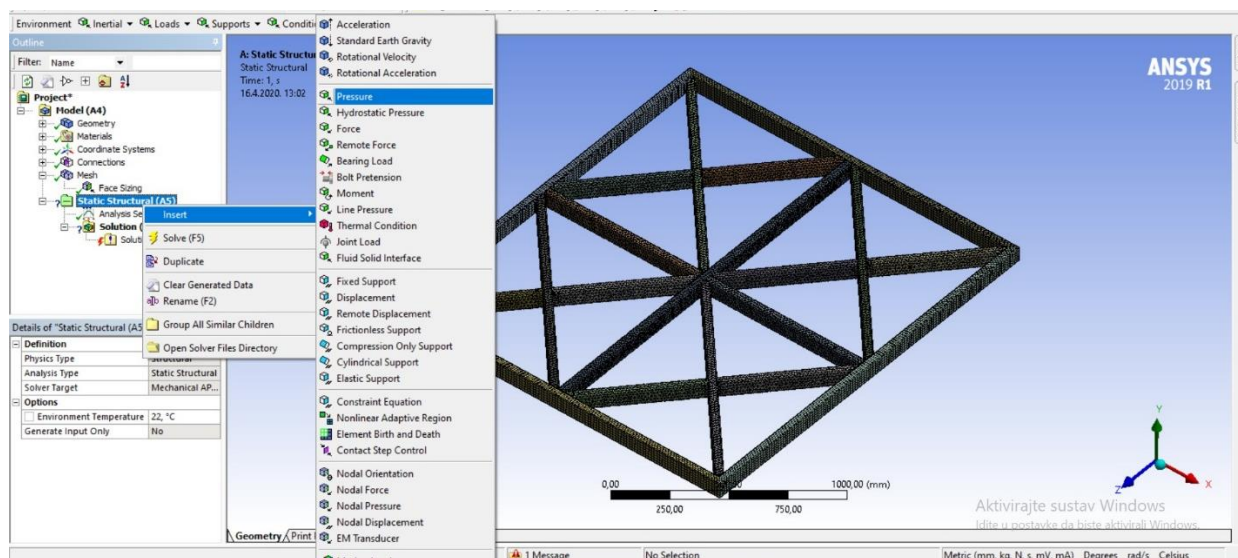 Environment Inertial Loads Supports Conditi
Outline
Filter: Name
Project*
Model (A4)
Geometry
Materials
Coordinate Systems
Connections
Mesh
Face Sizing
Static Structural (A5)
Analysis Se
Solution (
Soluti
Insert
Solve (F5)
Duplicate
Clear Generated Data
Rename (F2)
Group All Similar Children
Open Solver Files Directory
Details of "Static Structural (A5
Definition
Physics Type Structural
Analysis Type Static Structural
Solver Target Mechanical AP...
Options
Environment Temperature 22, °C
Generate Input Only No
A: Static Structur
Static Structural
Time: 1, s
16.4.2020. 13:02
Acceleration
Standard Earth Gravity
Rotational Velocity
Rotational Acceleration
Pressure
Hydrostatic Pressure
Force
Remote Force
Bearing Load
Bolt Pretension
Moment
Line Pressure
Thermal Condition
Joint Load
Fluid Solid Interface
Fixed Support
Displacement
Remote Displacement
Frictionless Support
Compression Only Support
Cylindrical Support
Elastic Support
Constraint Equation
Nonlinear Adaptive Region
Element Birth and Death
Contact Step Control
Nodal Orientation
Nodal Force
Nodal Pressure
Nodal Displacement
EM Transducer
ANSYS
2019 R1
0,00 1000,00 (mm)
250,00 750,00
Y
Z X
Aktivirajte sustav Windows
Idite u postavke da biste aktivirali Windows.
Geometry Print
1 Message No Selection Metric (mm, kg, N, s, mV, mA) Degrees rad/s Celsius